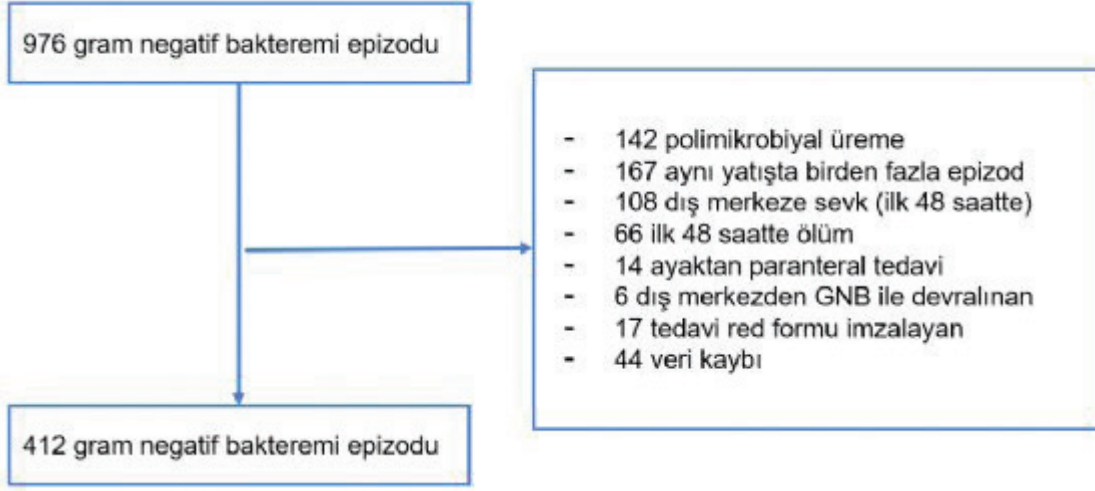 976 gram negatif bakteremi epizodu
- 142 polimikrobiyal üreme
- 167 aynı yatışta birden fazla epizod
- 108 dış merkeze sevk (ilk 48 saatte)
- 66 ilk 48 saatte ölüm
- 14 ayaktan paranteral tedavi
- 6 dış merkezden GNB ile devralınan
- 17 tedavi red formu imzalayan
- 44 veri kaybı
412 gram negatif bakteremi epizodu